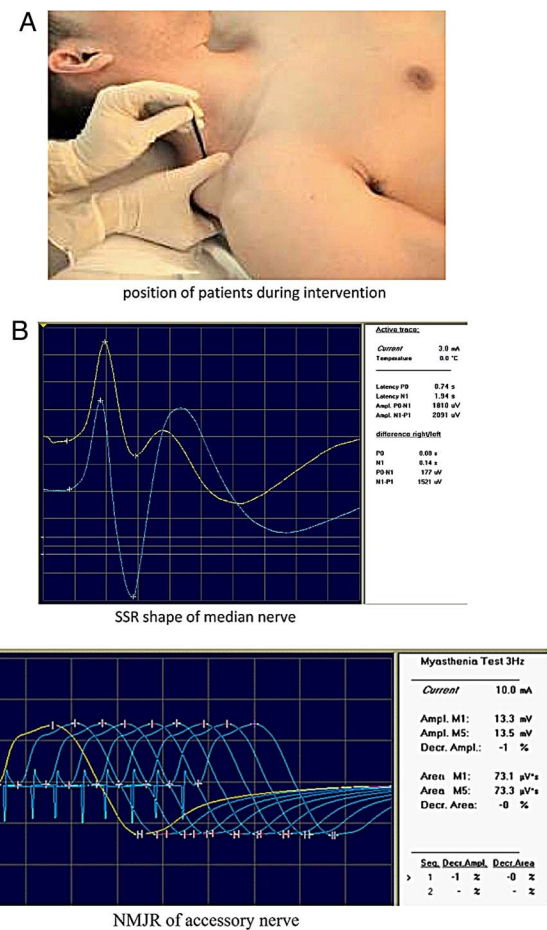 A
position of patients during intervention
B
Active trace:
Current 3.0 mA
Temperature 0.0 °C
Latency P0 0.74 s
Latency N1 1.94 s
Ampl. P0-N1 1810 uV
Ampl. N1-P1 2091 uV
difference right/left
P0 0.08 s
N1 0.14 s
P0-N1 177 uV
N1-P1 1521 uV
SSR shape of median nerve
Myasthenia Test 3Hz
Current 10.0 mA
Ampl. M1: 13.3 mV
Ampl. M5: 13.5 mV
Decr. Ampl.: -1 %
Area M1: 73.1 µV*s
Area M5: 73.3 µV*s
Decr. Area: -0 %
Seq. Decr.Ampl. Decr.Area
> 1 -1 % -0 %
2 - % - %
NMJR of accessory nerve